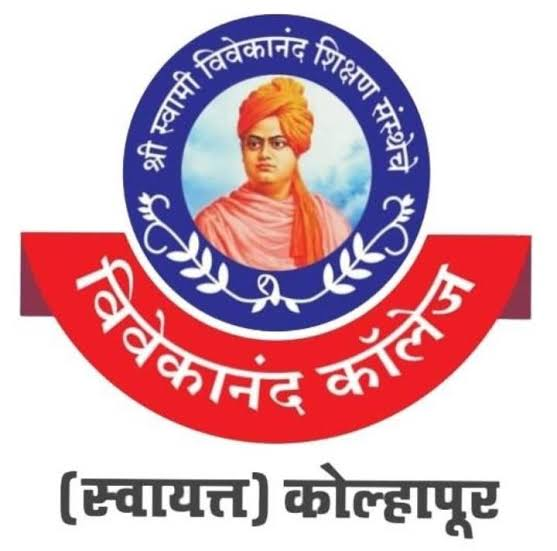 श्री स्वामी विवेकानंद शिक्षण संस्थेचे
विवेकानंद कॉलेज
(स्वायत्त) कोल्हापूर